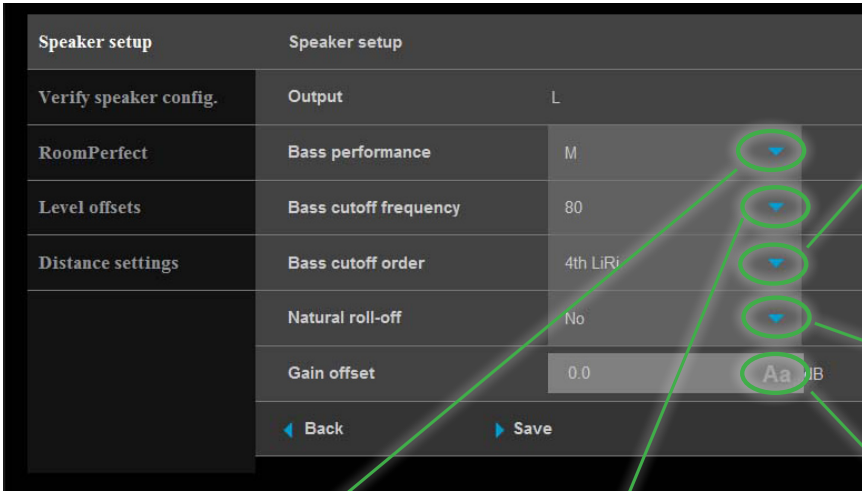 Speaker setup
Speaker setup
Verify speaker config.
Output
L
RoomPerfect
Bass performance
M
Level offsets
Bass cutoff frequency
80
Distance settings
Bass cutoff order
4th LiRi
Natural roll-off
No
Gain offset
0.0
Aa
dB
Back
Save